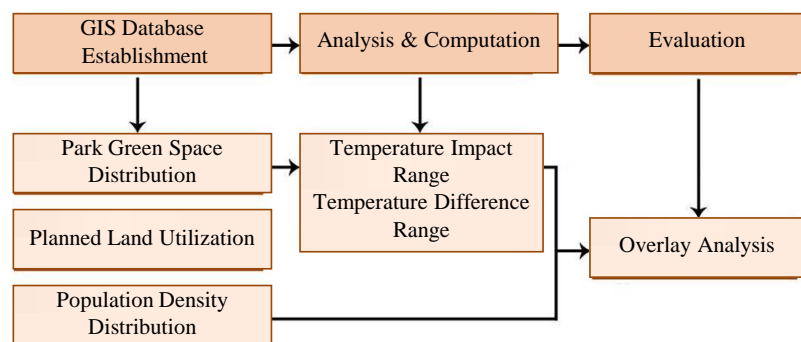 GIS Database
Establishment
Analysis & Computation
Evaluation
Park Green Space
Distribution
Temperature Impact
Range
Temperature Difference
Range
Planned Land Utilization
Overlay Analysis
Population Density
Distribution